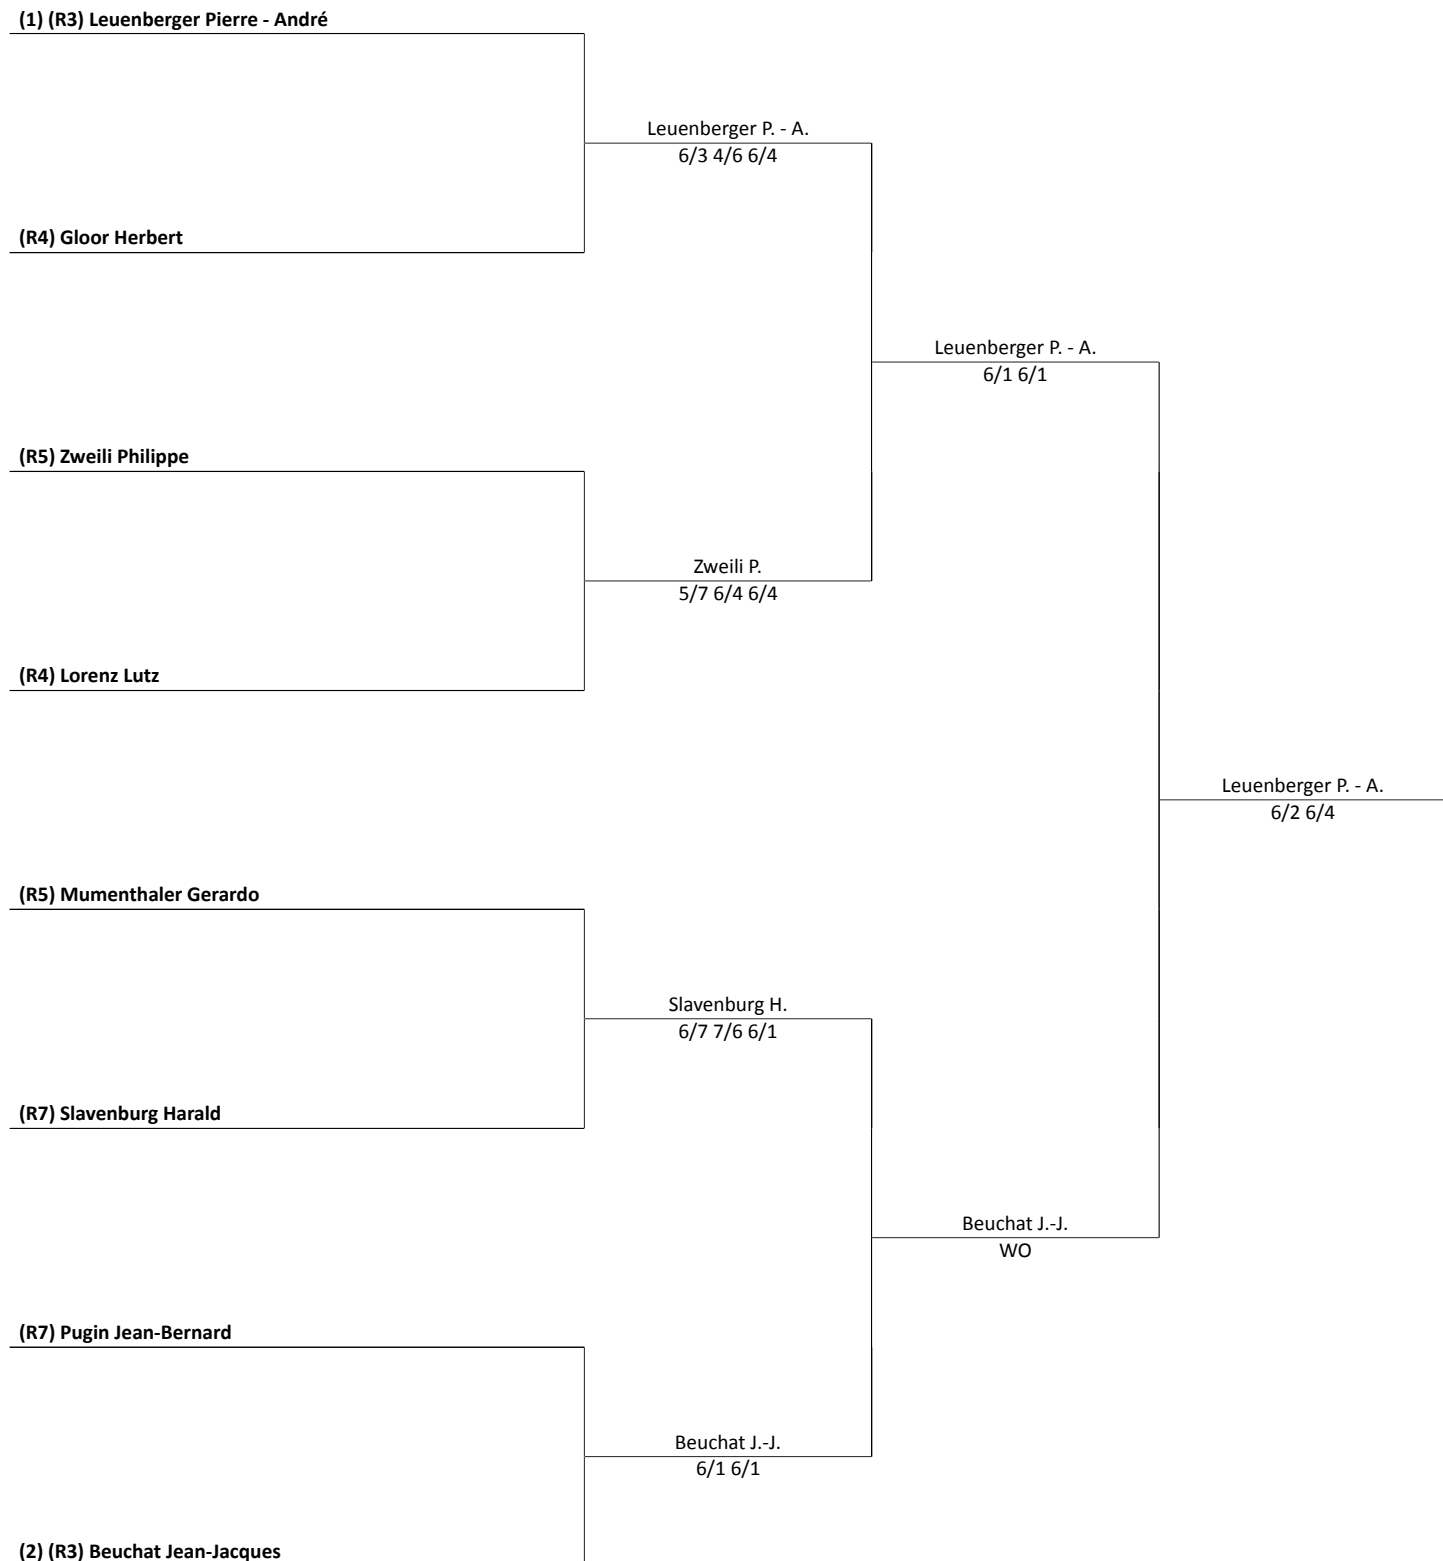 (1) (R3) Leuenberger Pierre - André
Leuenberger P. - A.
6/3 4/6 6/4
(R4) Gloor Herbert
Leuenberger P. - A.
6/1 6/1
(R5) Zweili Philippe
Zweili P.
5/7 6/4 6/4
(R4) Lorenz Lutz
Leuenberger P. - A.
6/2 6/4
(R5) Mumenthaler Gerardo
Slavenburg H.
6/7 7/6 6/1
(R7) Slavenburg Harald
Beuchat J.-J.
WO
(R7) Pugin Jean-Bernard
Beuchat J.-J.
6/1 6/1
(2) (R3) Beuchat Jean-Jacques